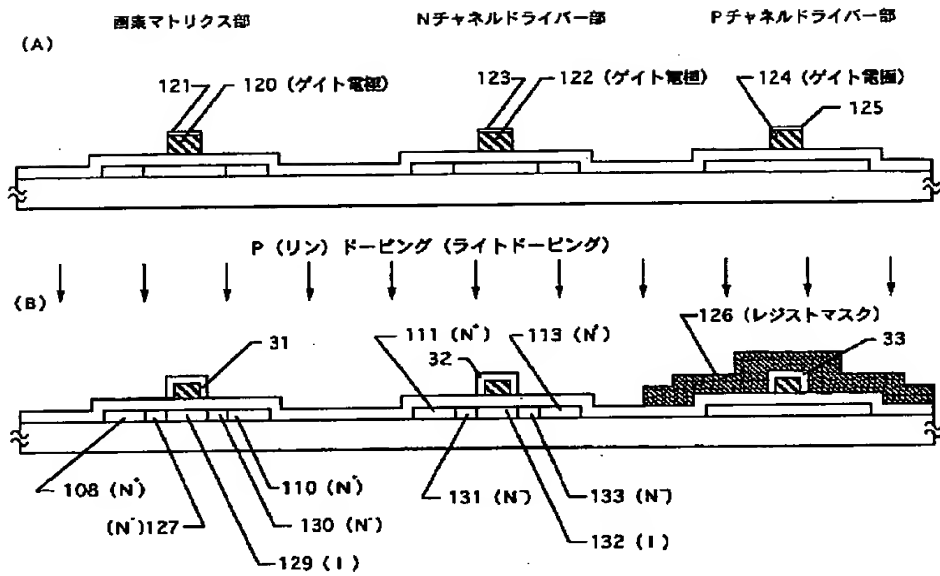 画素マトリクス部 Nチャネルドライバー部 Pチャネルドライバー部
(A)
121 120 (ゲイト電極) 123 122 (ゲイト電極) 124 (ゲイト電極) 125
P (リン) ドーピング (ライトドーピング)
(B)
126 (レジストマスク)
111 (N⁺) 113 (N⁺) 33
31 32
108 (N⁺) 110 (N⁺) 131 (N⁻) 133 (N⁻)
(N⁻)127 130 (N⁻) 132 (I)
129 (I)